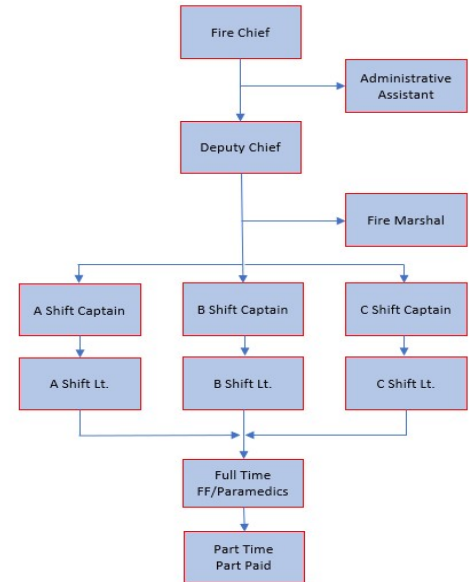 Fire Chief
Administrative
Assistant
Deputy Chief
Fire Marshal
A Shift Captain
B Shift Captain
C Shift Captain
A Shift Lt.
B Shift Lt.
C Shift Lt.
Full Time
FF/Paramedics
Part Time
Part Paid